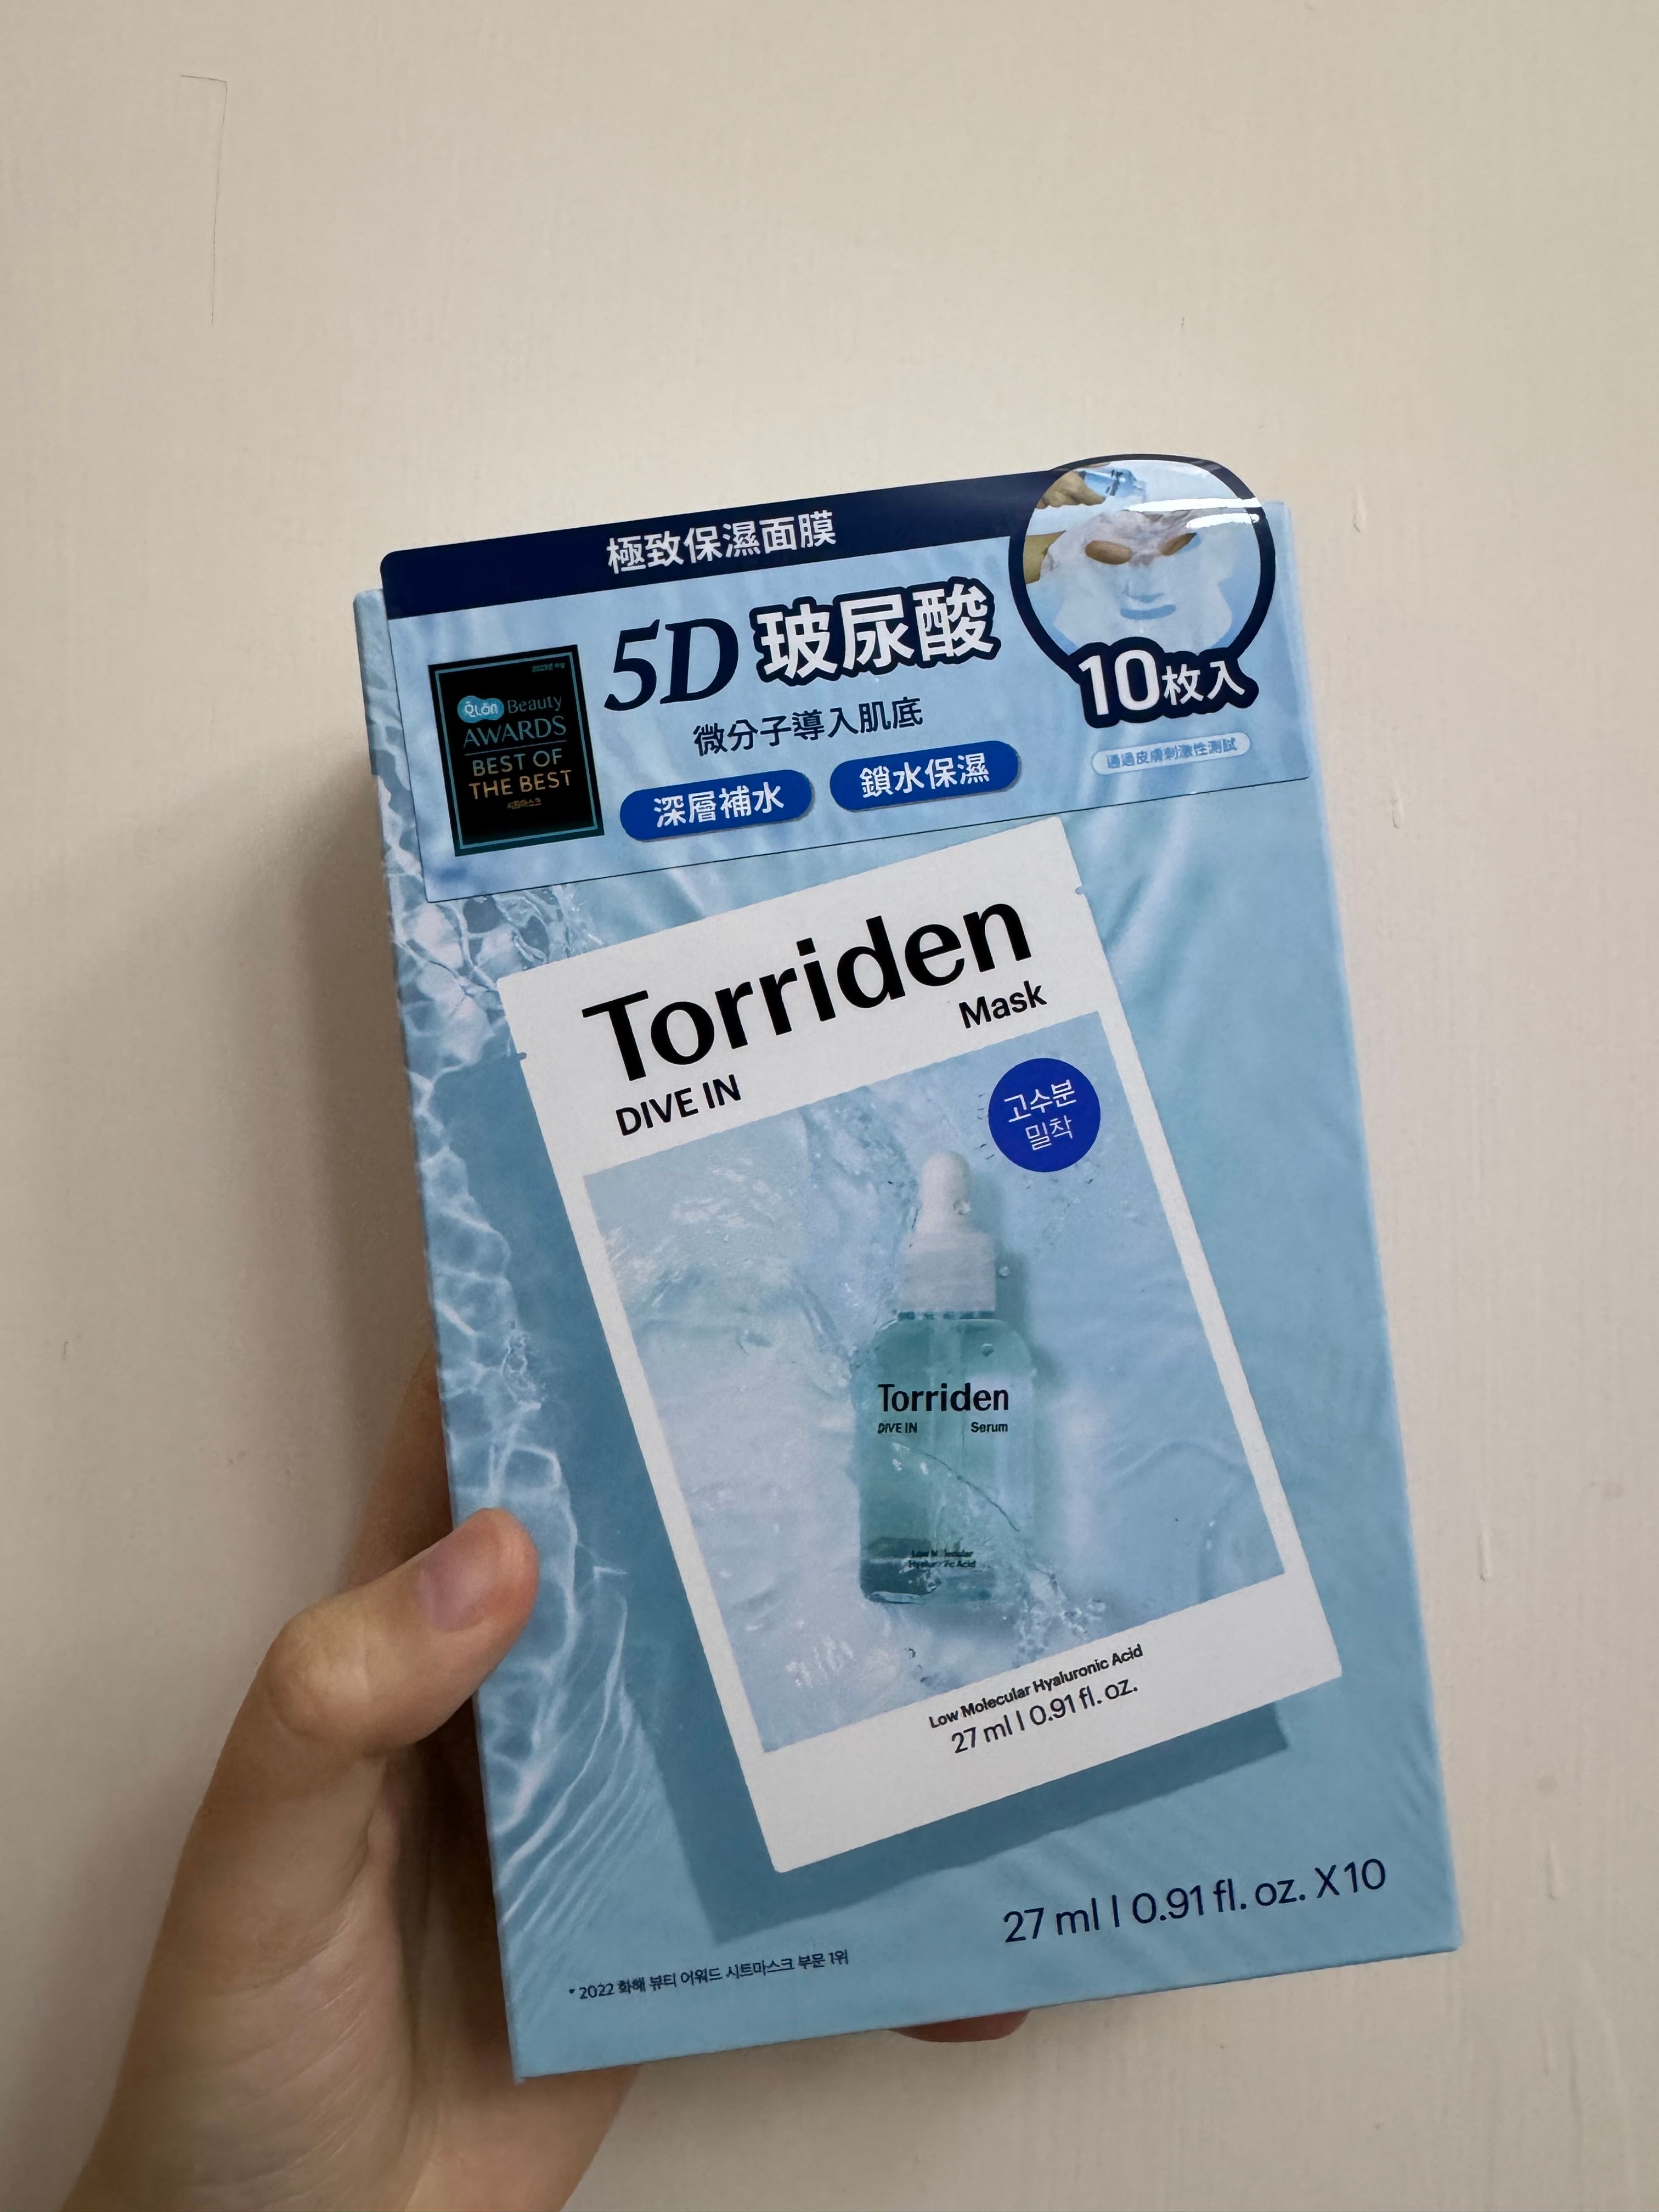 極致保濕面膜
5D 玻尿酸
微分子導入肌底
深層補水
鎖水保濕
Beauty
AWARDS
BEST OF
THE BEST
10枚入
通過皮膚刺激性測試
Torriden
Mask
DIVE IN
고수분
밀착
Torriden
DIVE IN Serum
Low Molecular Hyaluronic Acid
27 ml | 0.91 fl. oz.
27 ml | 0.91 fl. oz. X 10
* 2022 화해 뷰티 어워드 시트마스크 부문 1위